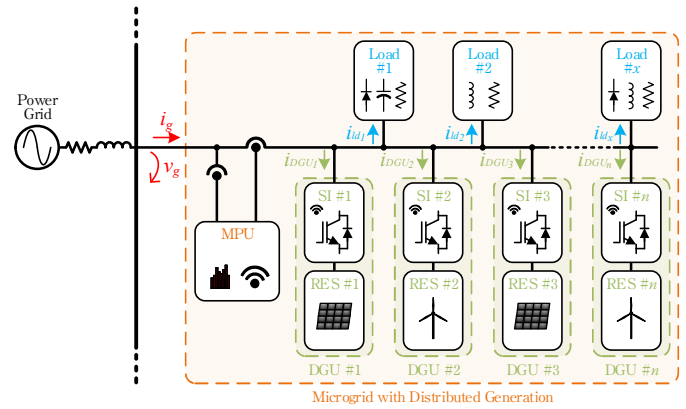 Power
Grid
i_g
v_g
Load
#1
Load
#2
Load
#x
i_ld1
i_ld2
i_ldx
i_DGU1
i_DGU2
i_DGU3
i_DGUn
MPU
SI #1
SI #2
SI #3
SI #n
RES #1
RES #2
RES #3
RES #n
DGU #1
DGU #2
DGU #3
DGU #n
Microgrid with Distributed Generation